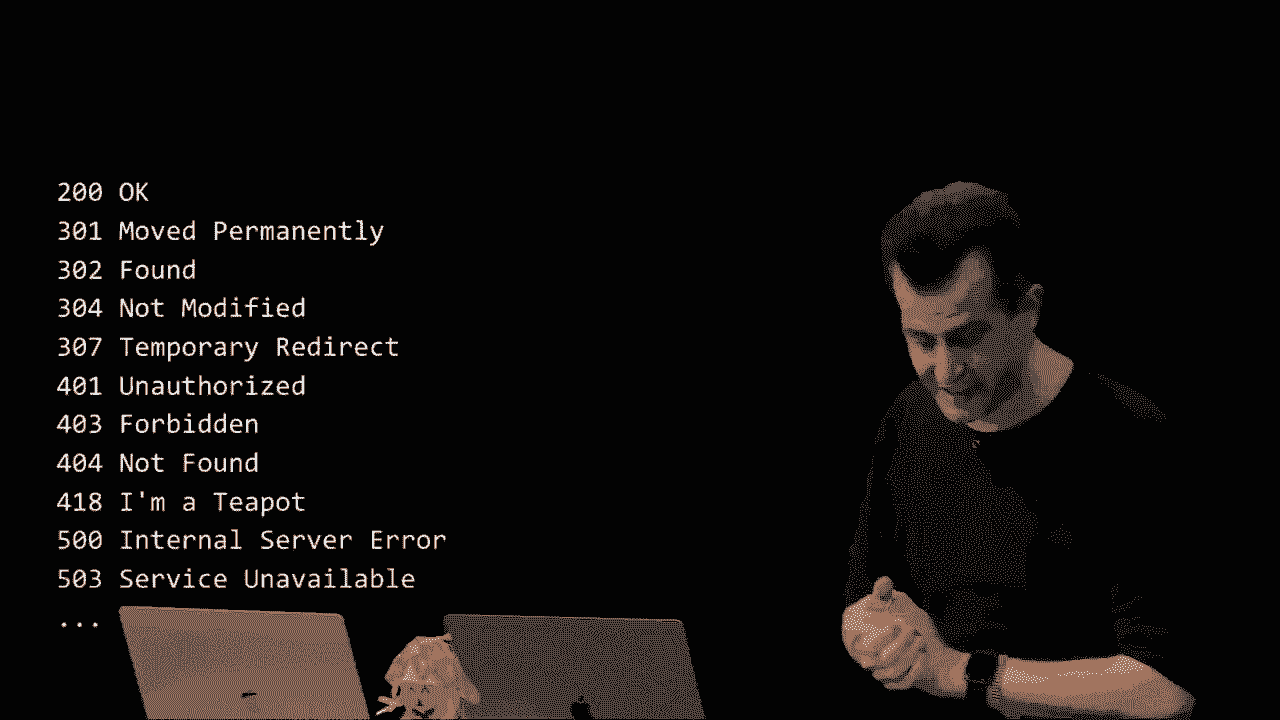 200 OK
301 Moved Permanently
302 Found
304 Not Modified
307 Temporary Redirect
401 Unauthorized
403 Forbidden
404 Not Found
418 I'm a Teapot
500 Internal Server Error
503 Service Unavailable
...